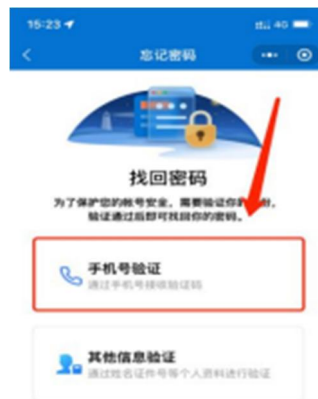 15:23
4G
忘记密码
找回密码
为了保护您的帐号安全，需要验证你的 份，
验证通过后即可找回你的密码。
手机号验证
通过手机号接收验证码
其他信息验证
通过姓名证件号等个人资料进行验证